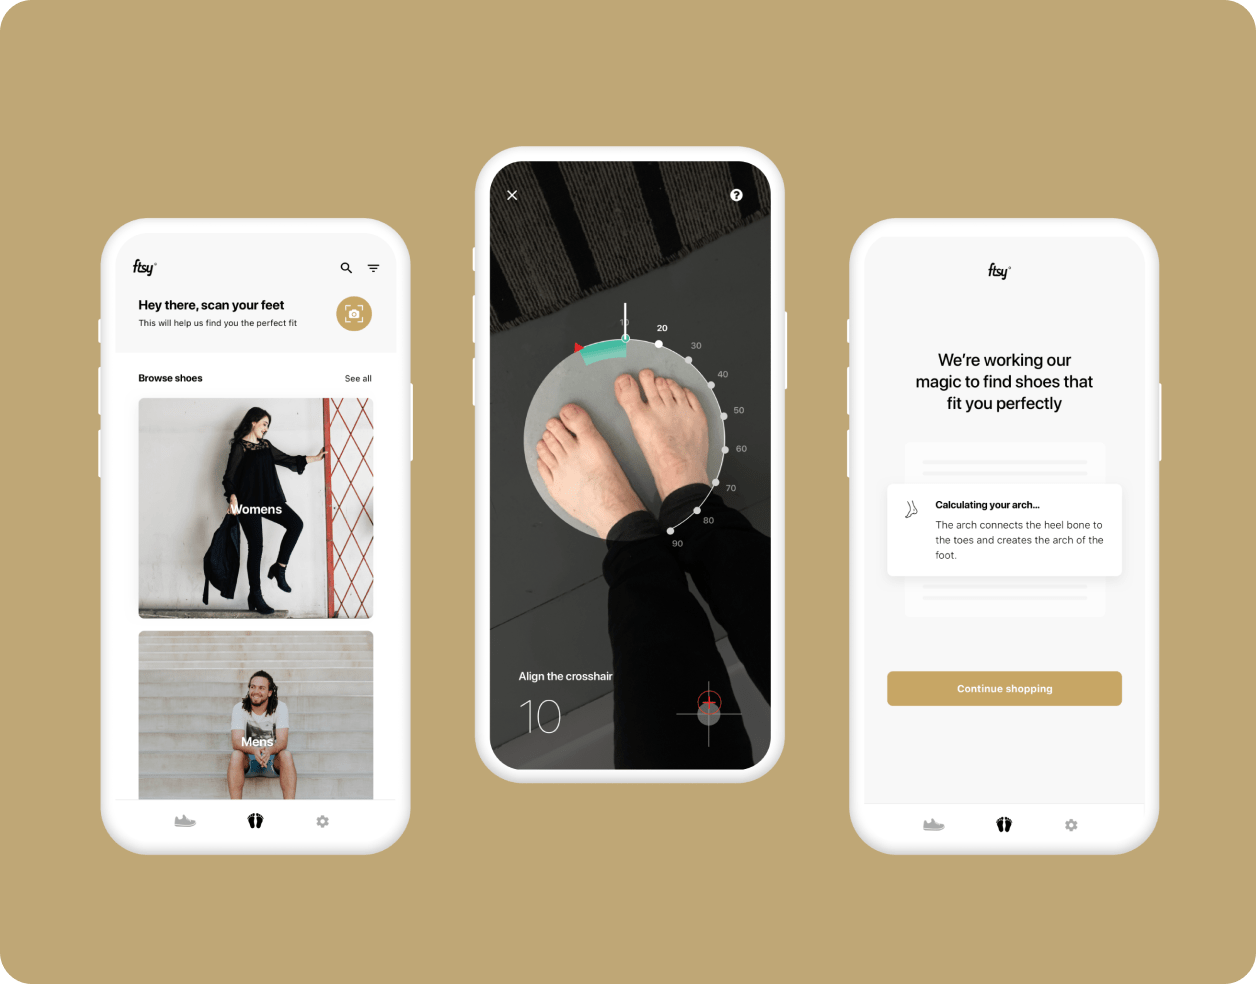 ftsy
Hey there, scan your feet
This will help us find you the perfect fit
Browse shoes
See all
Womens
Mens
10
20
30
40
50
60
70
80
90
Align the crosshair
10
ftsy
We're working our
magic to find shoes that
fit you perfectly
Calculating your arch...
The arch connects the heel bone to
the toes and creates the arch of the
foot.
Continue shopping